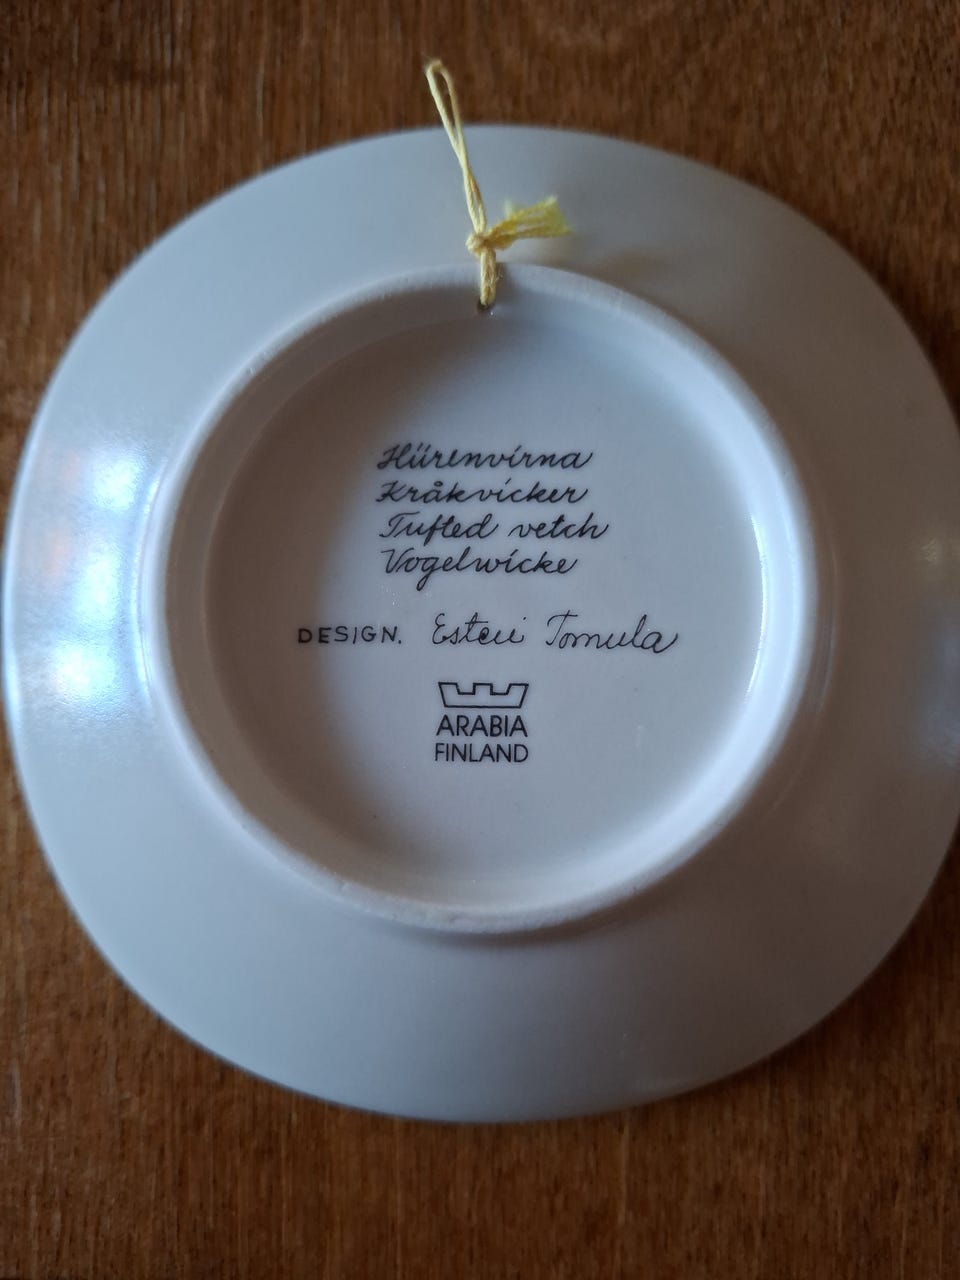 Hiirenvirna
Kråkvicker
Tufted vetch
Vogelwicke
DESIGN. Esteri Tomula
ARABIA
FINLAND